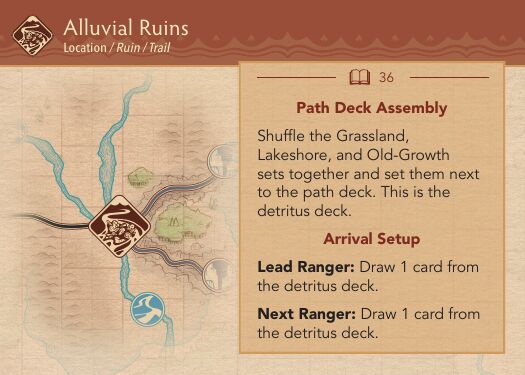 Alluvial Ruins
Location / Ruin / Trail
36
Path Deck Assembly
Shuffle the Grassland,
Lakeshore, and Old-Growth
sets together and set them next
to the path deck. This is the
detritus deck.
Arrival Setup
Lead Ranger: Draw 1 card from
the detritus deck.
Next Ranger: Draw 1 card from
the detritus deck.